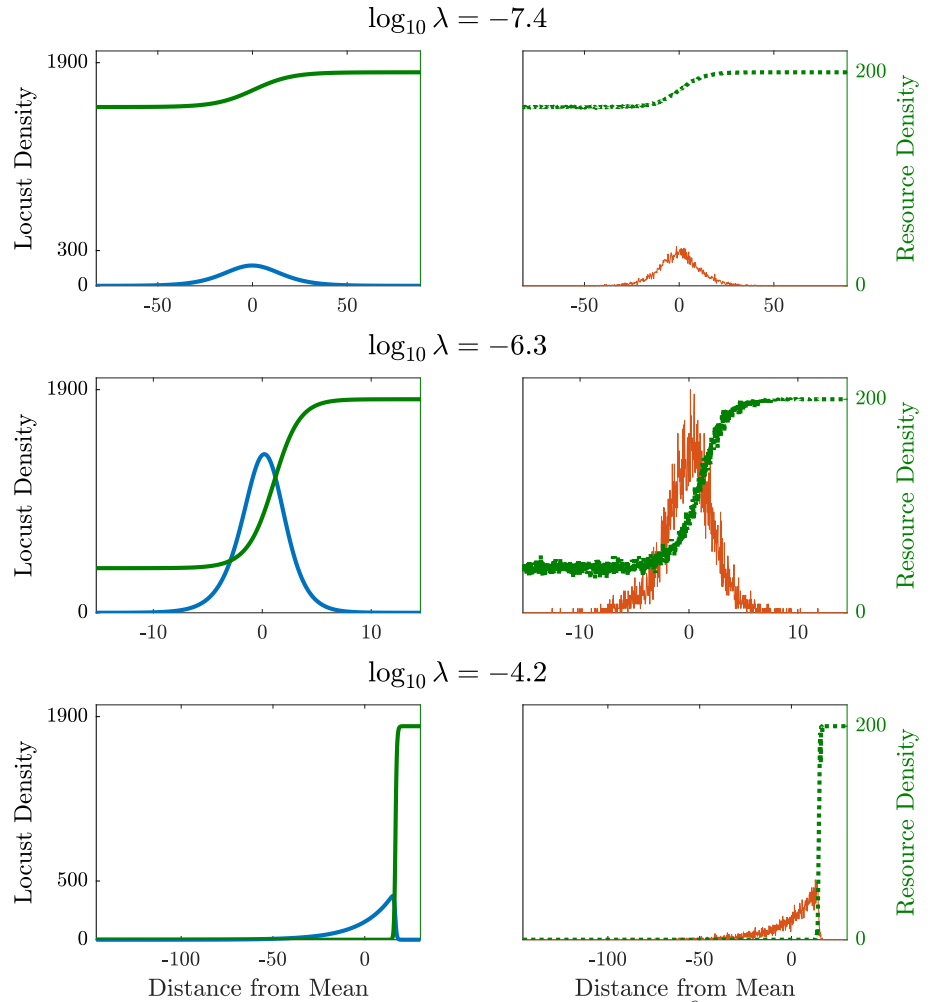 log₁₀ λ = −7.4
1900
300
0
Locust Density
-50 0 50
-50 0 50
200
0
Resource Density
log₁₀ λ = −6.3
1900
0
Locust Density
-10 0 10
-10 0 10
200
0
Resource Density
log₁₀ λ = −4.2
1900
500
0
Locust Density
-100 -50 0
-100 -50 0
200
0
Resource Density
Distance from Mean
Distance from Mean